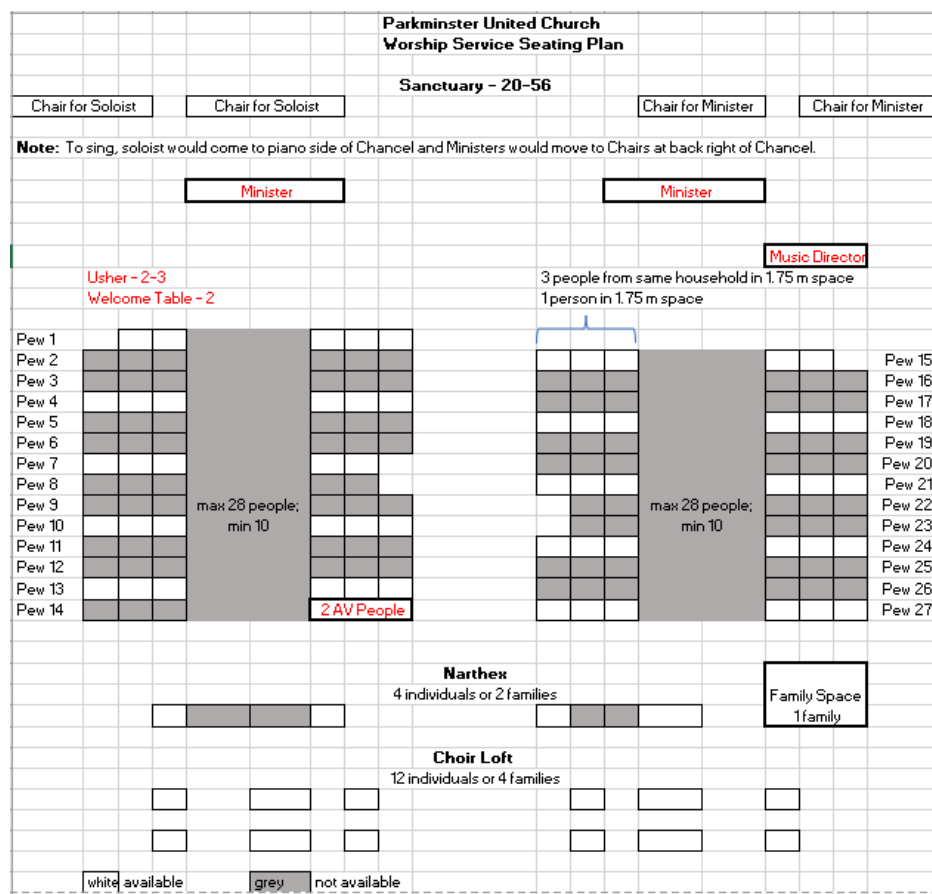 Parkminster United Church
Worship Service Seating Plan
Sanctuary - 20-56
Chair for Soloist Chair for Soloist Chair for Minister Chair for Minister
Note: To sing, soloist would come to piano side of Chancel and Ministers would move to Chairs at back right of Chancel.
Minister Minister
Music Director
Usher - 2-3 3 people from same household in 1.75 m space
Welcome Table - 2 1 person in 1.75 m space
Pew 1
Pew 2 Pew 15
Pew 3 Pew 16
Pew 4 Pew 17
Pew 5 Pew 18
Pew 6 Pew 19
Pew 7 Pew 20
Pew 8 Pew 21
Pew 9 max 28 people; max 28 people; Pew 22
Pew 10 min 10 min 10 Pew 23
Pew 11 Pew 24
Pew 12 Pew 25
Pew 13 Pew 26
Pew 14 2 AV People Pew 27
Narthex
4 individuals or 2 families Family Space
1 family
Choir Loft
12 individuals or 4 families
white available grey not available